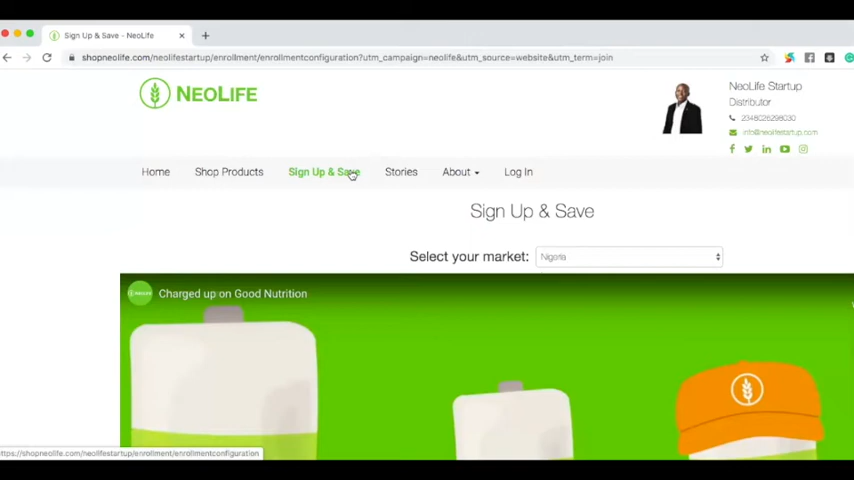 Sign Up & Save - NeoLife
shopneolife.com/neolifestartup/enrollment/enrollmentconfiguration?utm_campaign=neolife&utm_source=website&utm_term=join
NEOLIFE
NeoLife Startup
Distributor
2348026298030
info@neolifestartup.com
Home
Shop Products
Sign Up & Save
Stories
About
Log In
Sign Up & Save
Select your market:
Nigeria
Charged up on Good Nutrition
https://shopneolife.com/neolifestartup/enrollment/enrollmentconfiguration